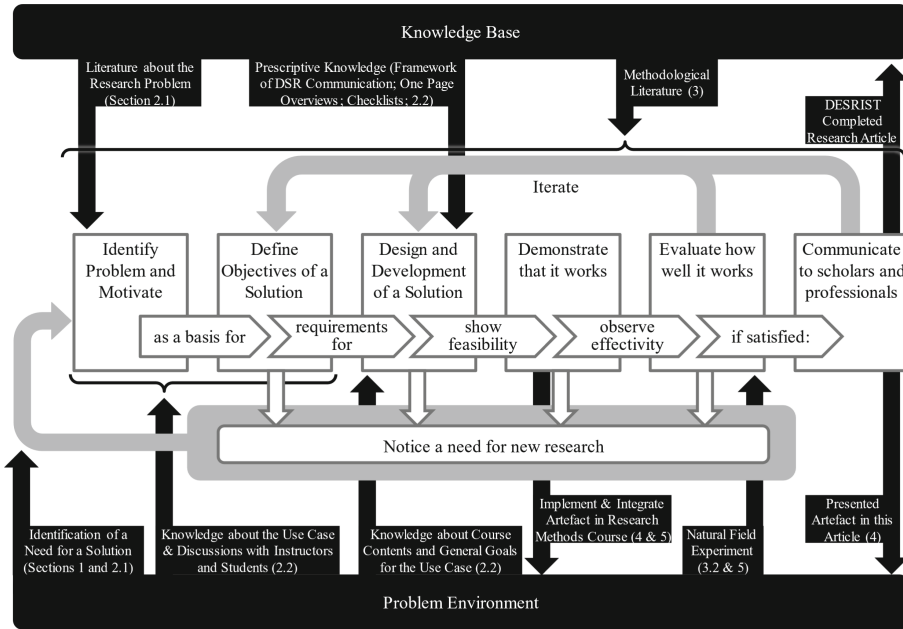 Knowledge Base
Literature about the
Research Problem
(Section 2.1)
Prescriptive Knowledge (Framework
of DSR Communication; One Page
Overviews; Checklists; 2.2)
Methodological
Literature (3)
DESRIST
Completed
Research Article
Iterate
Identify
Problem and
Motivate
Define
Objectives of a
Solution
Design and
Development
of a Solution
Demonstrate
that it works
Evaluate how
well it works
Communicate
to scholars and
professionals
as a basis for
requirements
for
show
feasibility
observe
effectivity
if satisfied:
Notice a need for new research
Identification of a
Need for a Solution
(Sections 1 and 2.1)
Knowledge about the Use Case
& Discussions with Instructors
and Students (2.2)
Knowledge about Course
Contents and General Goals
for the Use Case (2.2)
Implement & Integrate
Artefact in Research
Methods Course (4 & 5)
Natural Field
Experiment
(3.2 & 5)
Presented
Artefact in this
Article (4)
Problem Environment